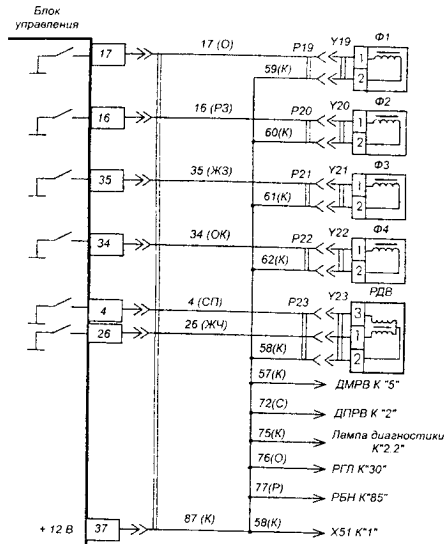 Блок
управления
17
17 (О)
Р19
Y19
Ф1
59(К)
1
2
16
16 (РЗ)
Р20
Y20
Ф2
60(К)
1
2
35
35 (ЖЗ)
Р21
Y21
Ф3
61(К)
1
2
34
34 (ОК)
Р22
Y22
Ф4
62(К)
1
2
РДВ
4
4 (СП)
Р23
Y23
3
26
26 (ЖЧ)
1
58(К)
2
57(К)
ДМРВ К "5"
72(С)
ДПРВ К "2"
75(К)
Лампа диагностики
К"2.2"
76(О)
РГЛ К"30"
77(Р)
РБН К"85"
+ 12 В
37
87 (К)
58(К)
Х51 К"1"